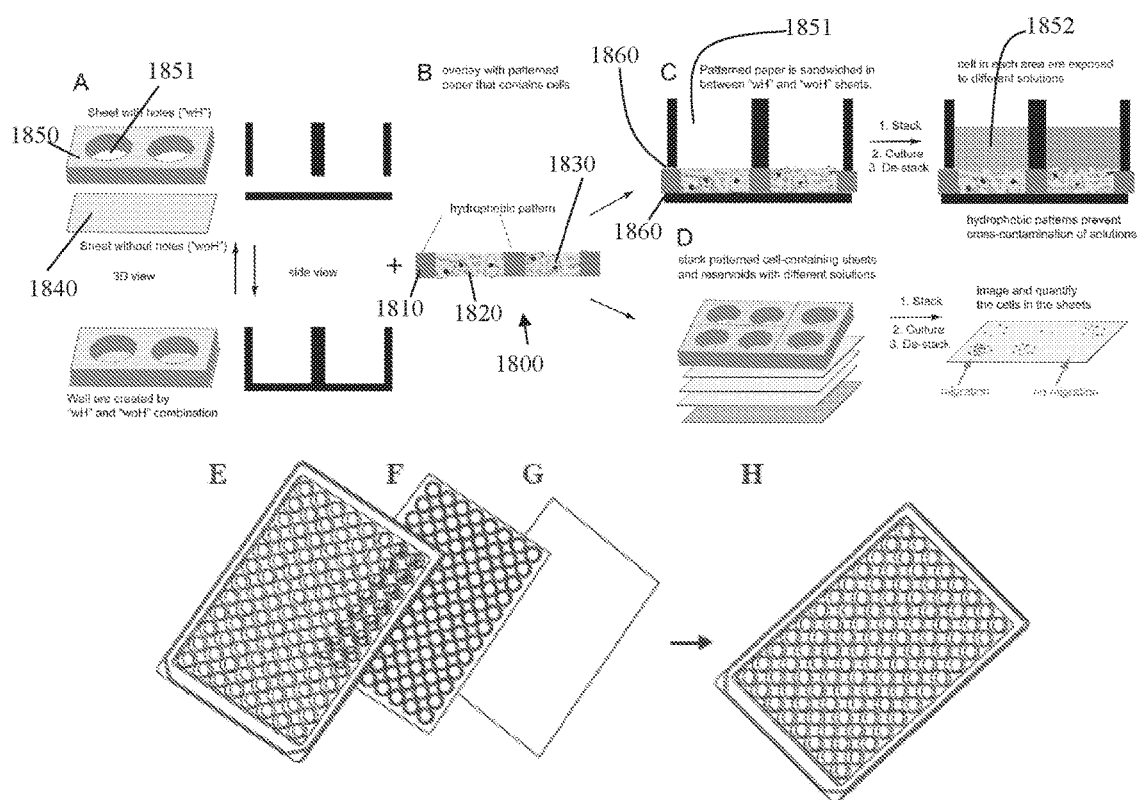 A
1851
Sheet with holes ("wH")
1850
Sheet without holes ("woH")
1840
3D view
side view
Well are created by
"wH" and "woH" combination
B
overlay with patterned
paper that contains cells
hydrophobic pattern
1830
+
1810
1820
1800
C
1860
1851
Patterned paper is sandwiched in
between "wH" and "woH" sheets.
1860
1. Stack
2. Culture
3. De-stack
1852
cell in each area are exposed
to different solutions
hydrophobic patterns prevent
cross-contamination of solutions
D
stack patterned cell-containing sheets
and reservoids with different solutions
1. Stack
2. Culture
3. De-stack
image and quantify
the cells in the sheets
migration
no migration
E
F
G
H